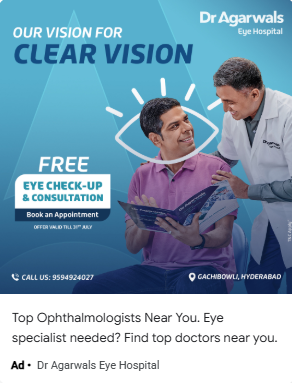 OUR VISION FOR
CLEAR VISION
Dr Agarwals
Eye Hospital
Dr Agarwals
FREE
EYE CHECK-UP
& CONSULTATION
Book an Appointment
OFFER VALID TILL 31ST JULY
CALL US: 9594924027
GACHIBOWLI, HYDERABAD
Top Ophthalmologists Near You. Eye
specialist needed? Find top doctors near you.
Ad • Dr Agarwals Eye Hospital